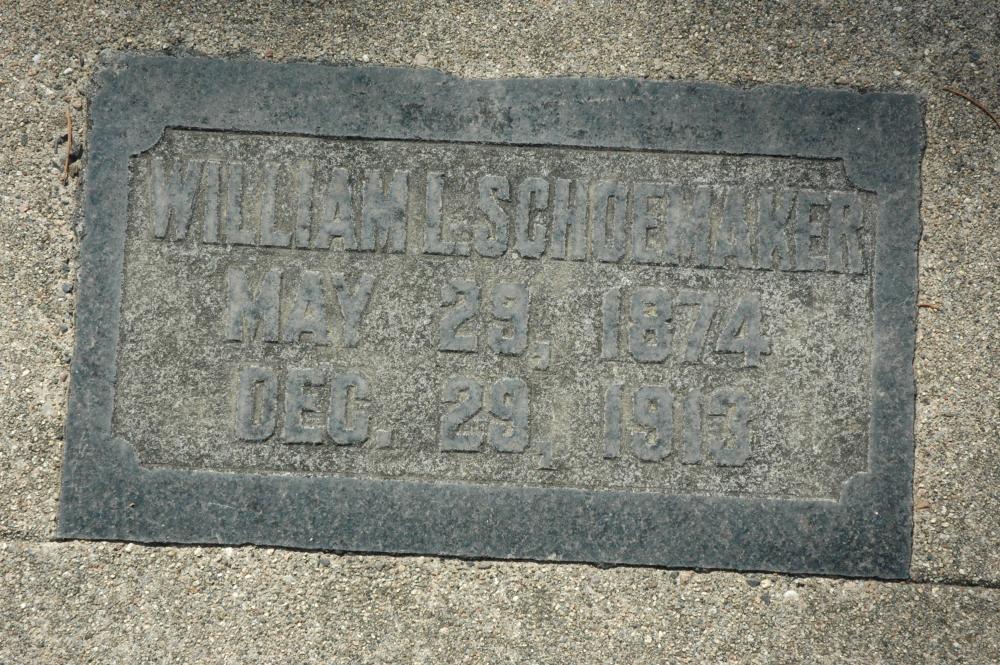 WILLIAM L. SCHOEMAKER
MAY 29, 1874
DEC. 29, 1913